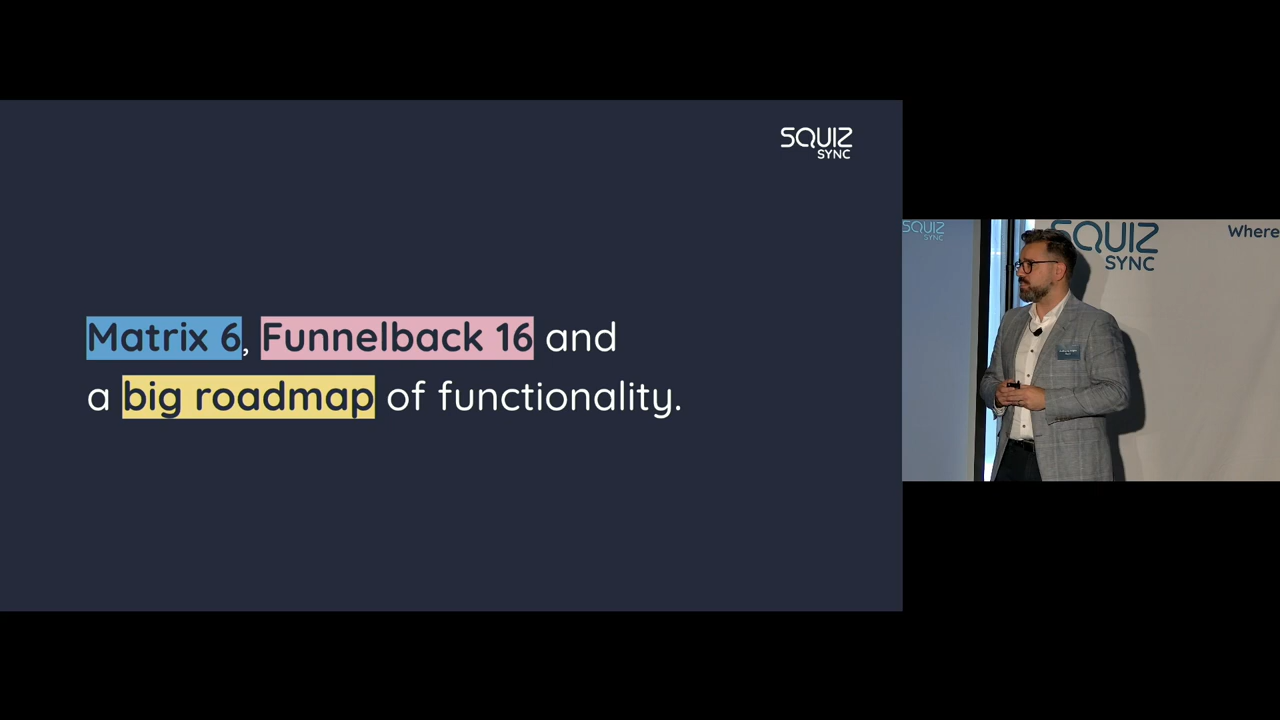 SQUIZ
SYNC
Matrix 6, Funnelback 16 and
a big roadmap of functionality.
SQUIZ
SYNC
SQUIZ
SYNC
Where